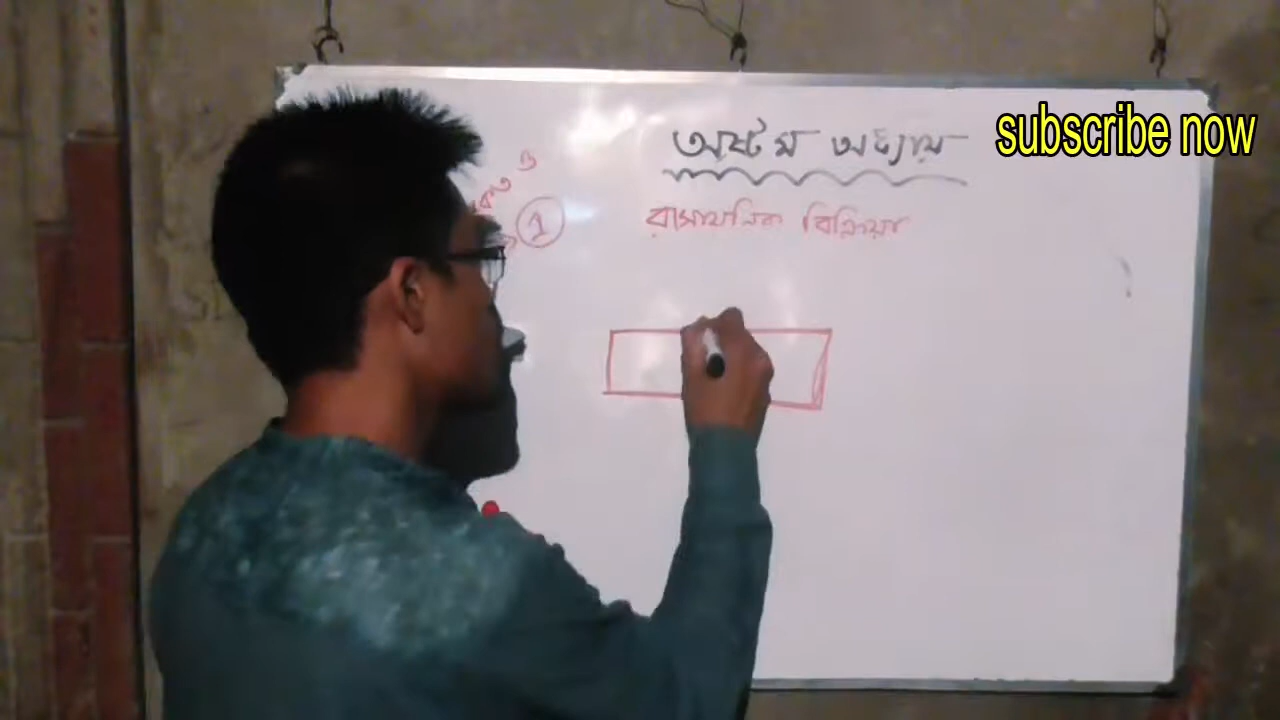 subscribe now
অষ্টম অধ্যায়
রাসায়নিক বিক্রিয়া
1